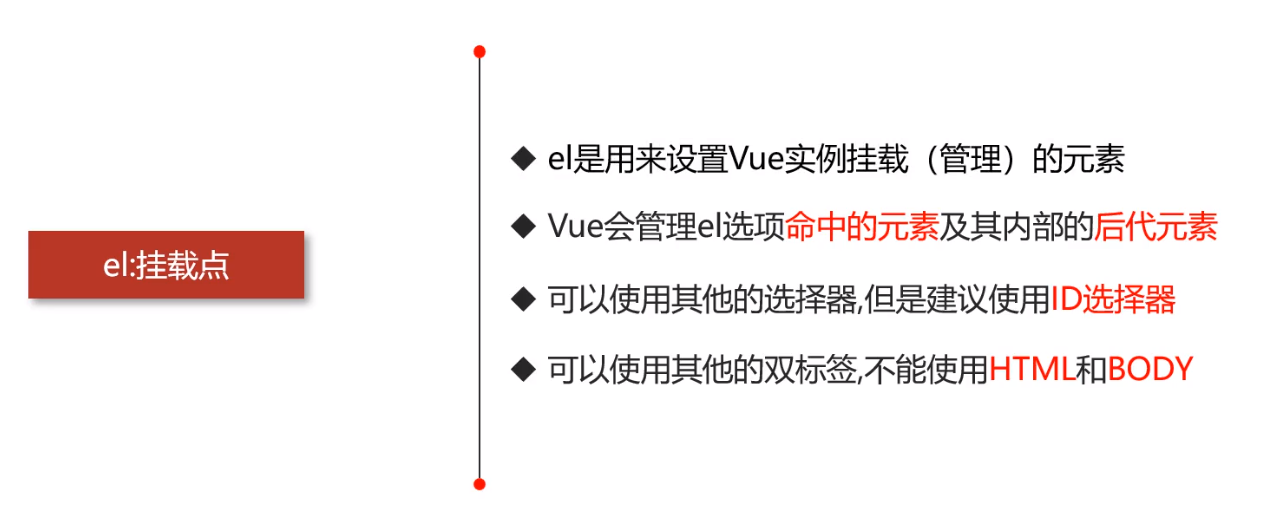 el:挂载点
◆ el是用来设置Vue实例挂载（管理）的元素
◆ Vue会管理el选项命中的元素及其内部的后代元素
◆ 可以使用其他的选择器,但是建议使用ID选择器
◆ 可以使用其他的双标签,不能使用HTML和BODY